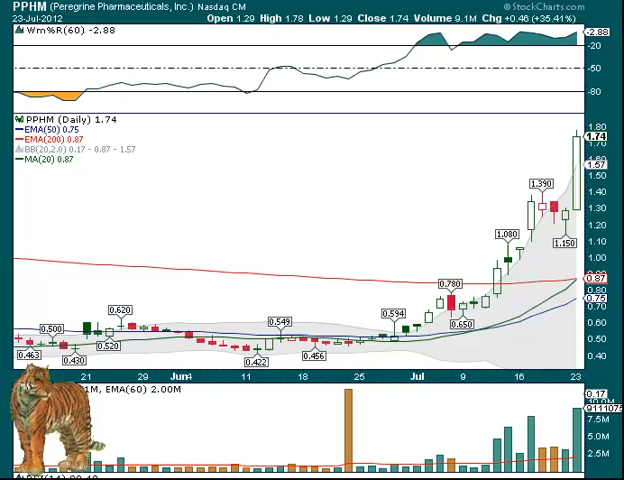 PPHM (Peregrine Pharmaceuticals, Inc.) Nasdaq CM
© StockCharts.com
23-Jul-2012 Open 1.29 High 1.78 Low 1.29 Close 1.74 Volume 9.1M Chg +0.46 (+35.41%)
Wm%R(60) -2.88
-2.88
-20
-50
-80
PPHM (Daily) 1.74
EMA(50) 0.75
EMA(200) 0.87
BB(20,2.0) 0.17 - 0.87 - 1.57
MA(20) 0.87
1.80
1.74
1.70
1.57
1.50
1.40
1.30
1.20
1.10
1.00
0.87
0.80
0.75
0.70
0.60
0.50
0.40
1.390
1.150
1.080
0.780
0.650
0.594
0.620
0.549
0.500
0.520
0.463
0.430
0.422
0.456
21 29 Jun4 11 18 25 Jul 9 16 23
1M, EMA(60) 2.00M
0.17
10.0M
9111075
7.5M
5.0M
2.5M